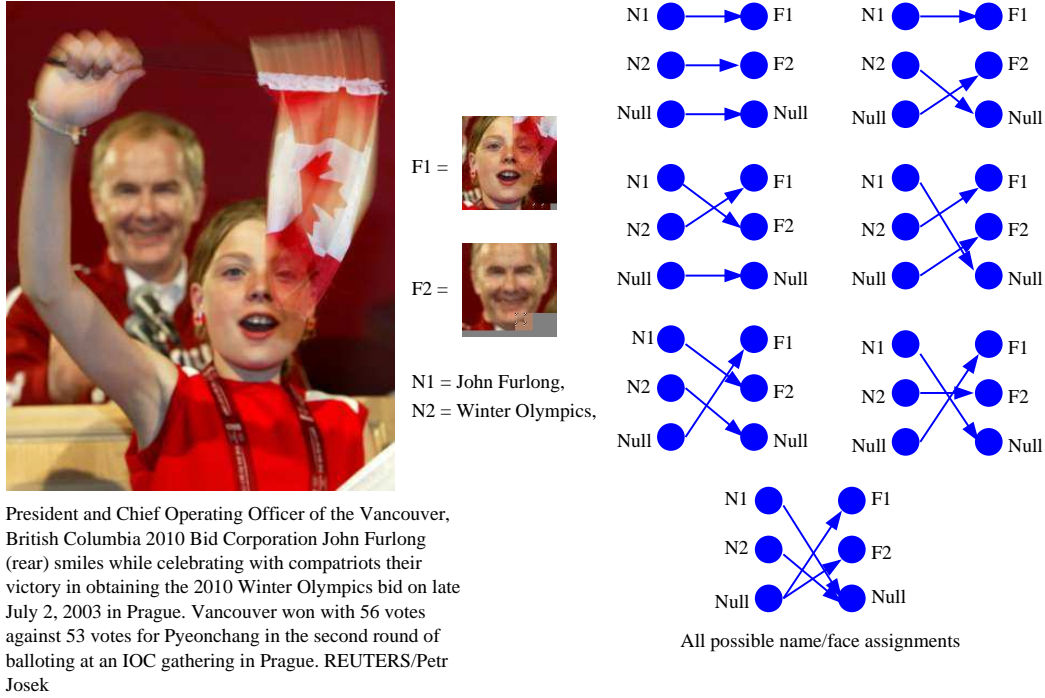 F1 =
F2 =
N1 = John Furlong,
N2 = Winter Olympics,
President and Chief Operating Officer of the Vancouver,
British Columbia 2010 Bid Corporation John Furlong
(rear) smiles while celebrating with compatriots their
victory in obtaining the 2010 Winter Olympics bid on late
July 2, 2003 in Prague. Vancouver won with 56 votes
against 53 votes for Pyeonchang in the second round of
balloting at an IOC gathering in Prague. REUTERS/Petr
Josek
N1 F1
N2 F2
Null Null
N1 F1
N2 F2
Null Null
N1 F1
N2 F2
Null Null
N1 F1
N2 F2
Null Null
N1 F1
N2 F2
Null Null
N1 F1
N2 F2
Null Null
N1 F1
N2 F2
Null Null
All possible name/face assignments